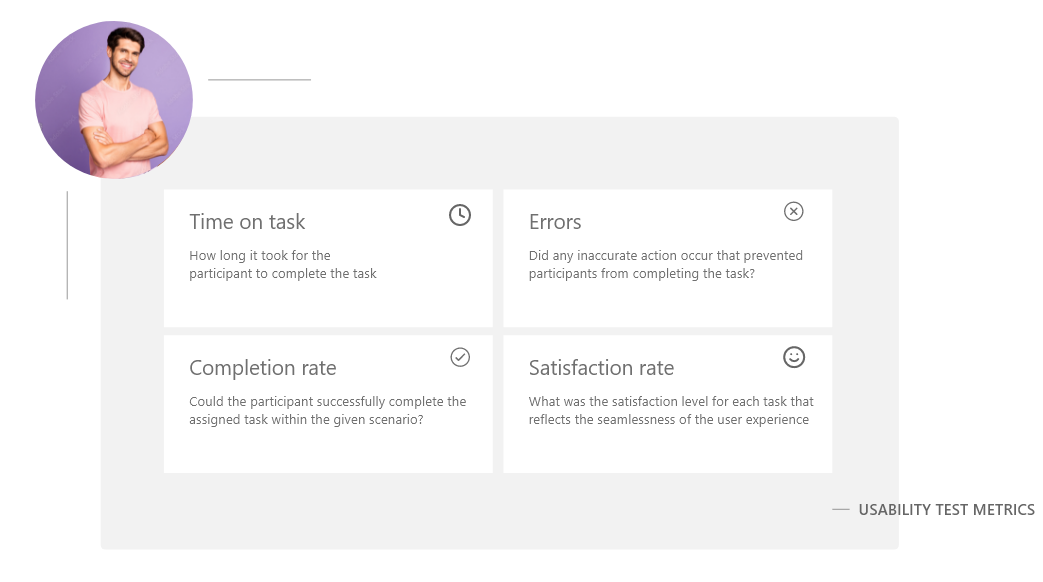 Time on task
How long it took for the
participant to complete the task
Errors
Did any inaccurate action occur that prevented
participants from completing the task?
Completion rate
Could the participant successfully complete the
assigned task within the given scenario?
Satisfaction rate
What was the satisfaction level for each task that
reflects the seamlessness of the user experience
USABILITY TEST METRICS